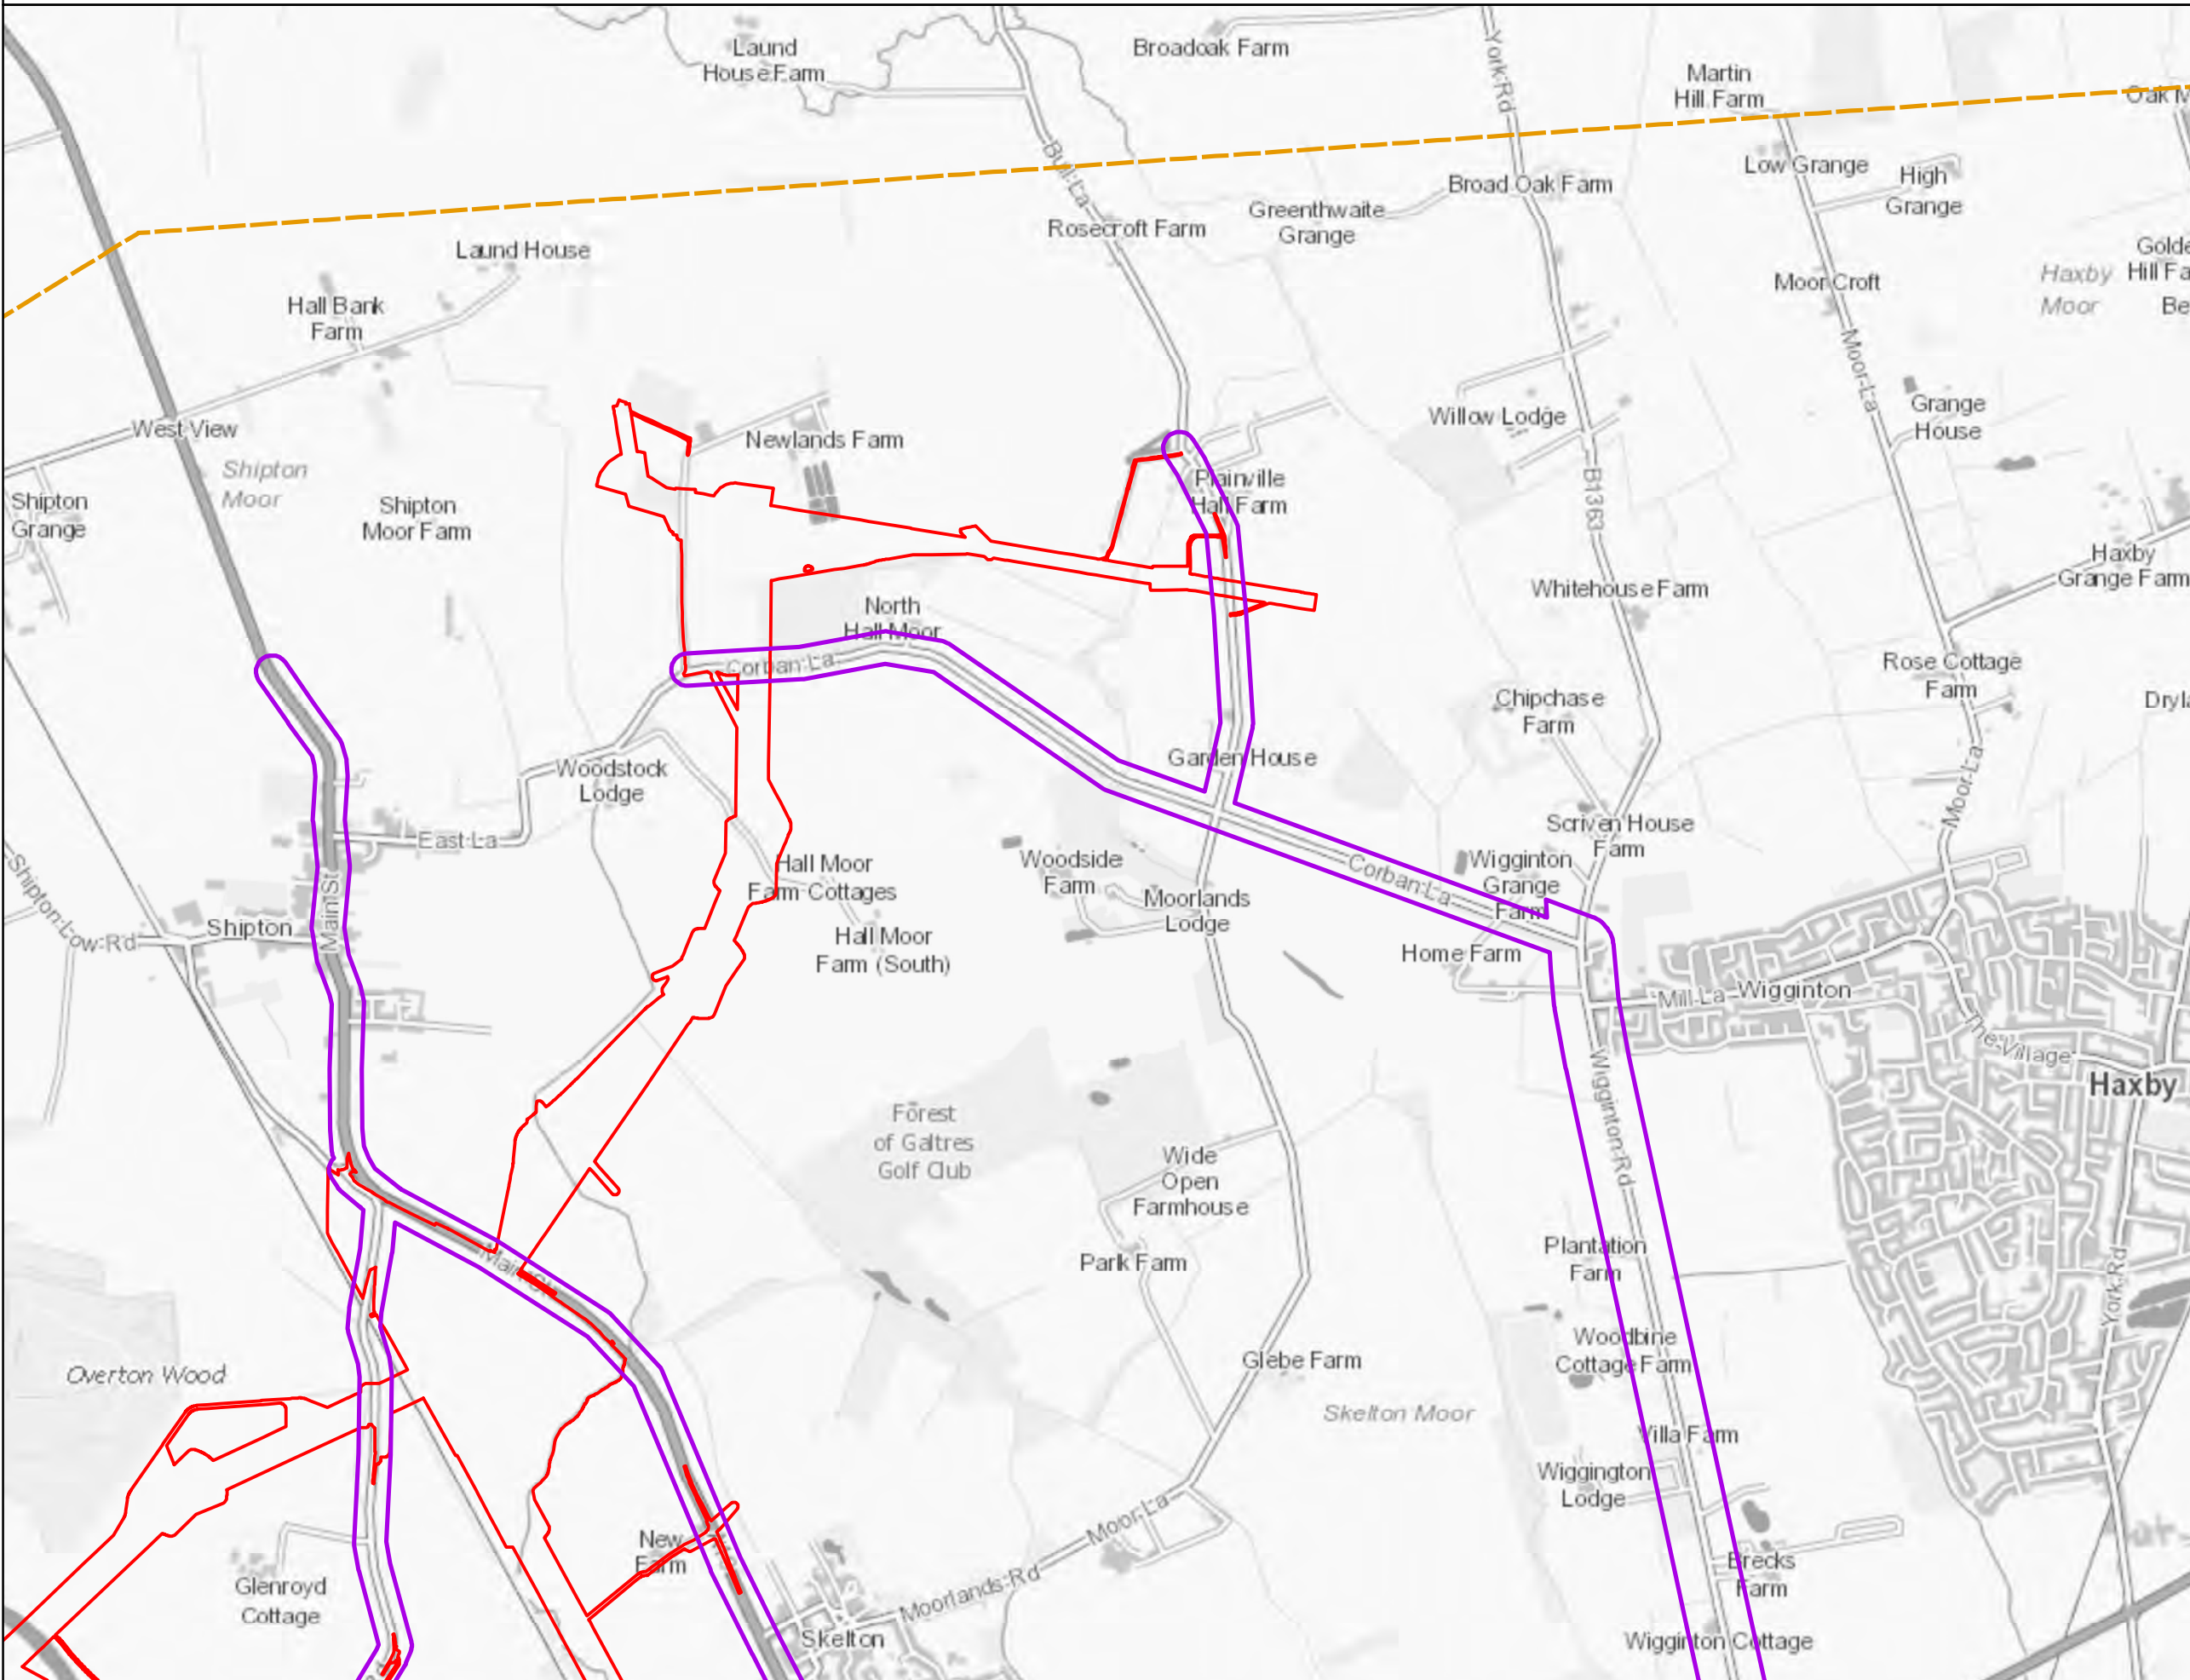 Laund
House Farm
Broadoak Farm
York Rd
Martin
Hill Farm
Bull La
Low Grange
High
Grange
Broad Oak Farm
Greenthwaite
Grange
Rosecroft Farm
Laund House
Hall Bank
Farm
Moor Croft
Haxby
Moor
West View
Shipton
Moor
Shipton
Grange
Shipton
Moor Farm
Newlands Farm
Plainville
Hall Farm
Willow Lodge
B1363
Moor La
Grange
House
Haxby
Grange Farm
Whitehouse Farm
North
Hall Moor
Corban La
Rose Cottage
Farm
Chipchase
Farm
Garden House
Woodstock
Lodge
East La
Scriven House
Farm
Moor La
Hall Moor
Farm Cottages
Woodside
Farm
Moorlands
Lodge
Corban La
Wigginton
Grange
Farm
Shipton Low Rd
Shipton
Main St
Hall Moor
Farm (South)
Home Farm
Mill La
Wigginton
The Village
Haxby
Wigginton Rd
Forest
of Galtres
Golf Club
Wide
Open
Farmhouse
Park Farm
Main St
Plantation
Farm
York Rd
Woodbine
Cottage Farm
Overton Wood
Glebe Farm
Skelton Moor
Villa Farm
Wiggington
Lodge
New
Farm
Moor La
Brecks
Farm
Glenroyd
Cottage
Moorlands Rd
Skelton
Wigginton Cottage